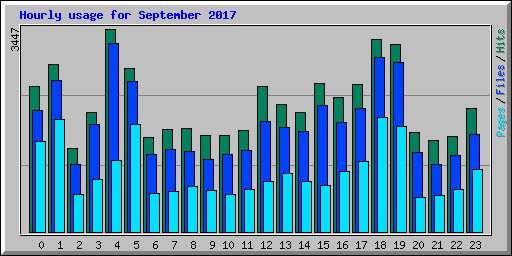 Hourly usage for September 2017
3447
Pages/Files/Hits
0 1 2 3 4 5 6 7 8 9 10 11 12 13 14 15 16 17 18 19 20 21 22 23